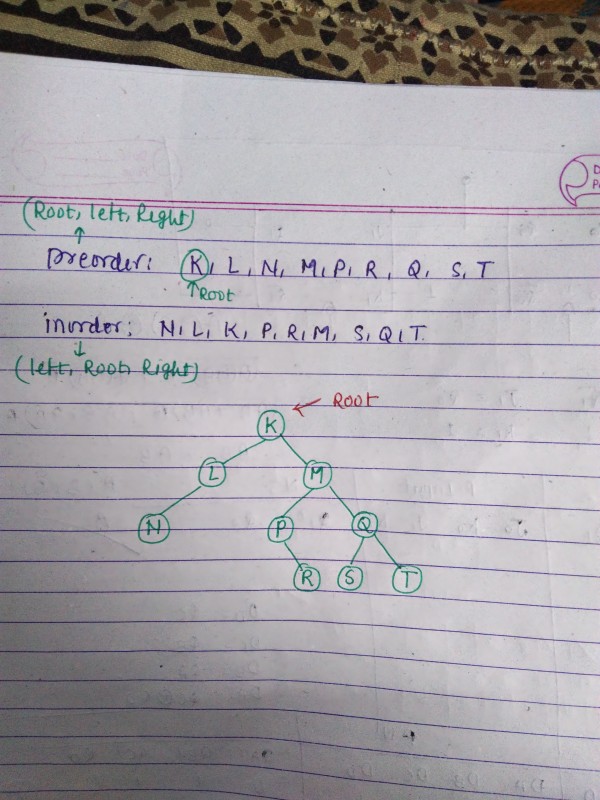 (Root, left, Right)
preorder: K, L, N, M, P, R, Q, S, T
Root
inorder: N, L, K, P, R, M, S, Q, T.
(left, Root, Right)
Root
K
L M
N P Q
R S T